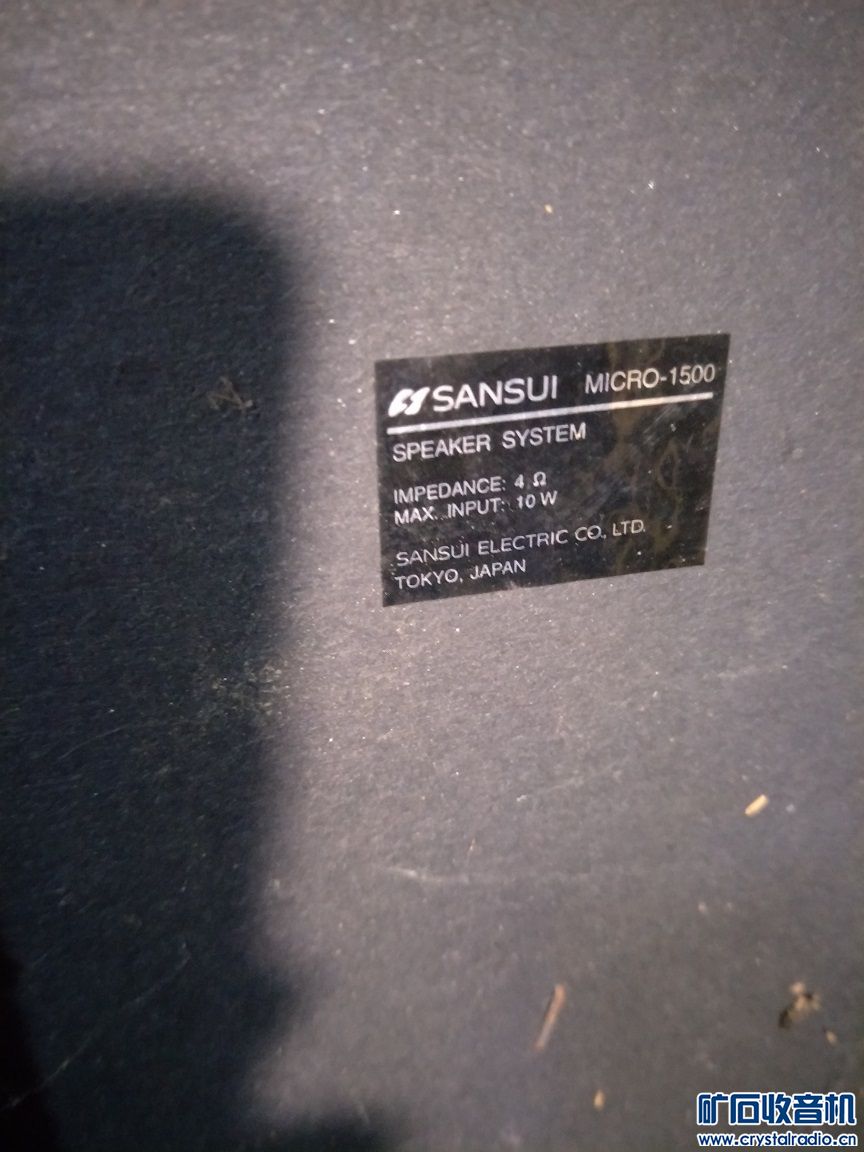 SANSUI MICRO-1500
SPEAKER SYSTEM
IMPEDANCE: 4 Ω
MAX. INPUT: 10 W
SANSUI ELECTRIC CO., LTD.
TOKYO, JAPAN
矿石收音机
www.crystalradio.cn